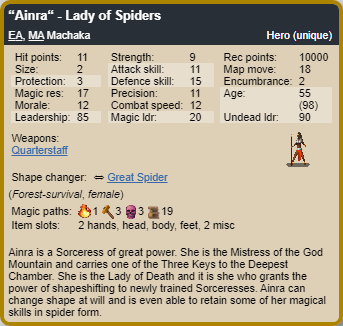 “Ainra“ - Lady of Spiders
EA, MA Machaka Hero (unique)
Hit points: 11 Strength: 9 Rec points: 10000
Size: 2 Attack skill: 11 Map move: 18
Protection: 3 Defence skill: 15 Encumbrance: 2
Magic res: 17 Precision: 11 Age: 55
Morale: 12 Combat speed: 12 (98)
Leadership: 85 Magic ldr: 20 Undead ldr: 90
Weapons:
Quarterstaff
Shape changer: ⇔ Great Spider
(Forest-survival, female)
Magic paths: 1 3 3 19
Item slots: 2 hands, head, body, feet, 2 misc
Ainra is a Sorceress of great power. She is the Mistress of the God
Mountain and carries one of the Three Keys to the Deepest
Chamber. She is the Lady of Death and it is she who grants the
power of shapeshifting to newly trained Sorceresses. Ainra can
change shape at will and is even able to retain some of her magical
skills in spider form.